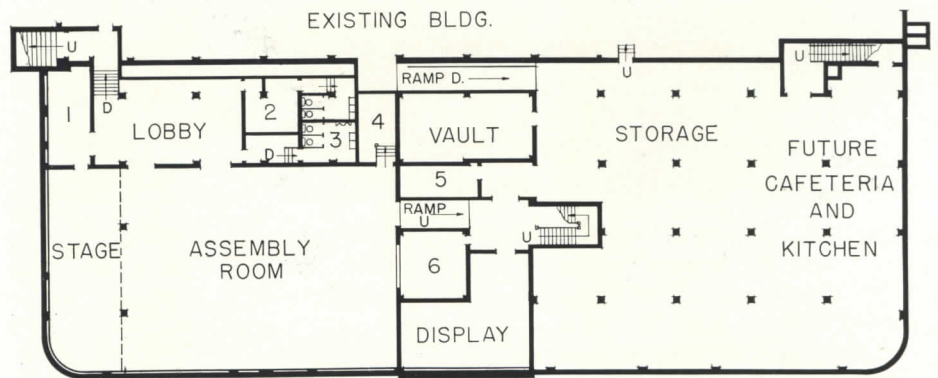 EXISTING BLDG.
U
U
RAMP D.
U
1
D
LOBBY
2
3
4
VAULT
STORAGE
FUTURE
CAFETERIA
AND
KITCHEN
D
5
RAMP
U
U
STAGE
ASSEMBLY
ROOM
6
DISPLAY